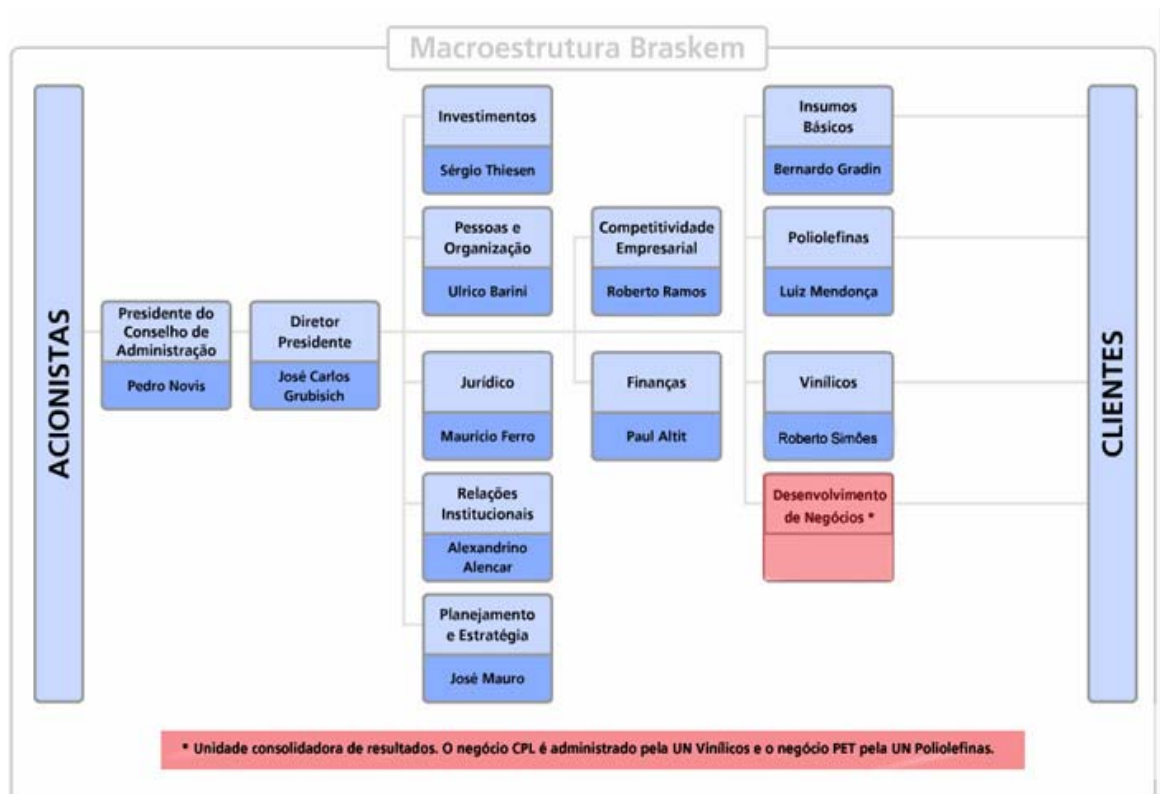 Macroestrutura Braskem
ACIONISTAS
Presidente do
Conselho de
Administração
Pedro Novis
Diretor
Presidente
José Carlos
Grubisich
Investimentos
Sérgio Thiesen
Pessoas e
Organização
Ulrico Barini
Jurídico
Maurício Ferro
Relações
Institucionais
Alexandrino
Alencar
Planejamento
e Estratégia
José Mauro
Competitividade
Empresarial
Roberto Ramos
Finanças
Paul Altit
Insumos
Básicos
Bernardo Gradin
Poliolefinas
Luiz Mendonça
Vinílicos
Roberto Simões
Desenvolvimento
de Negócios *
CLIENTES
* Unidade consolidadora de resultados. O negócio CPL é administrado pela UN Vinílicos e o negócio PET pela UN Poliolefinas.